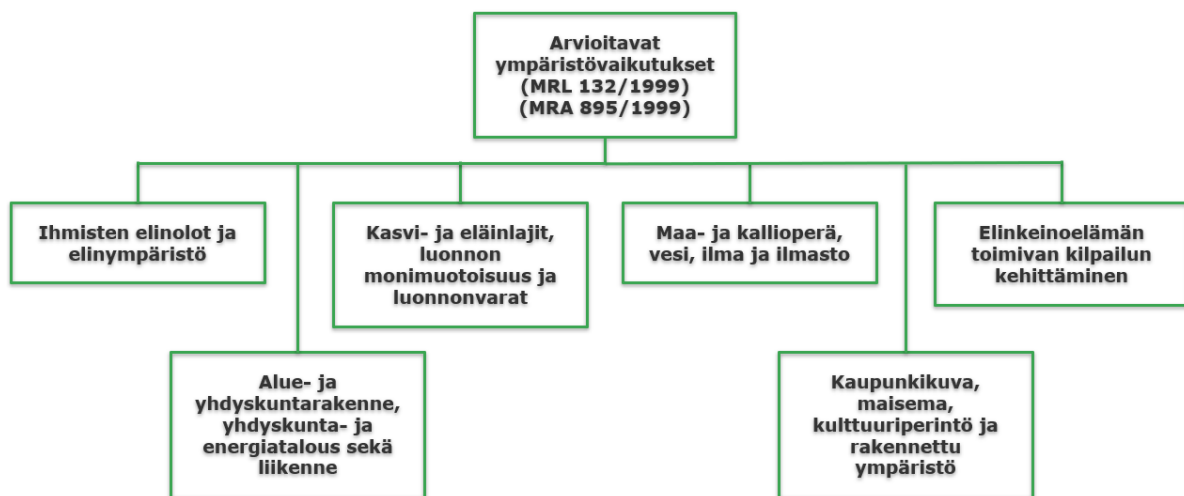 Arvioitavat
ympäristövaikutukset
(MRL 132/1999)
(MRA 895/1999)
Ihmisten elinolot ja
elinympäristö
Kasvi- ja eläinlajit,
luonnon
monimuotoisuus ja
luonnonvarat
Maa- ja kallioperä,
vesi, ilma ja ilmasto
Elinkeinoelämän
toimivan kilpailun
kehittäminen
Alue- ja
yhdyskuntarakenne,
yhdyskunta- ja
energiatalous sekä
liikenne
Kaupunkikuva,
maisema,
kulttuuriperintö ja
rakennettu
ympäristö